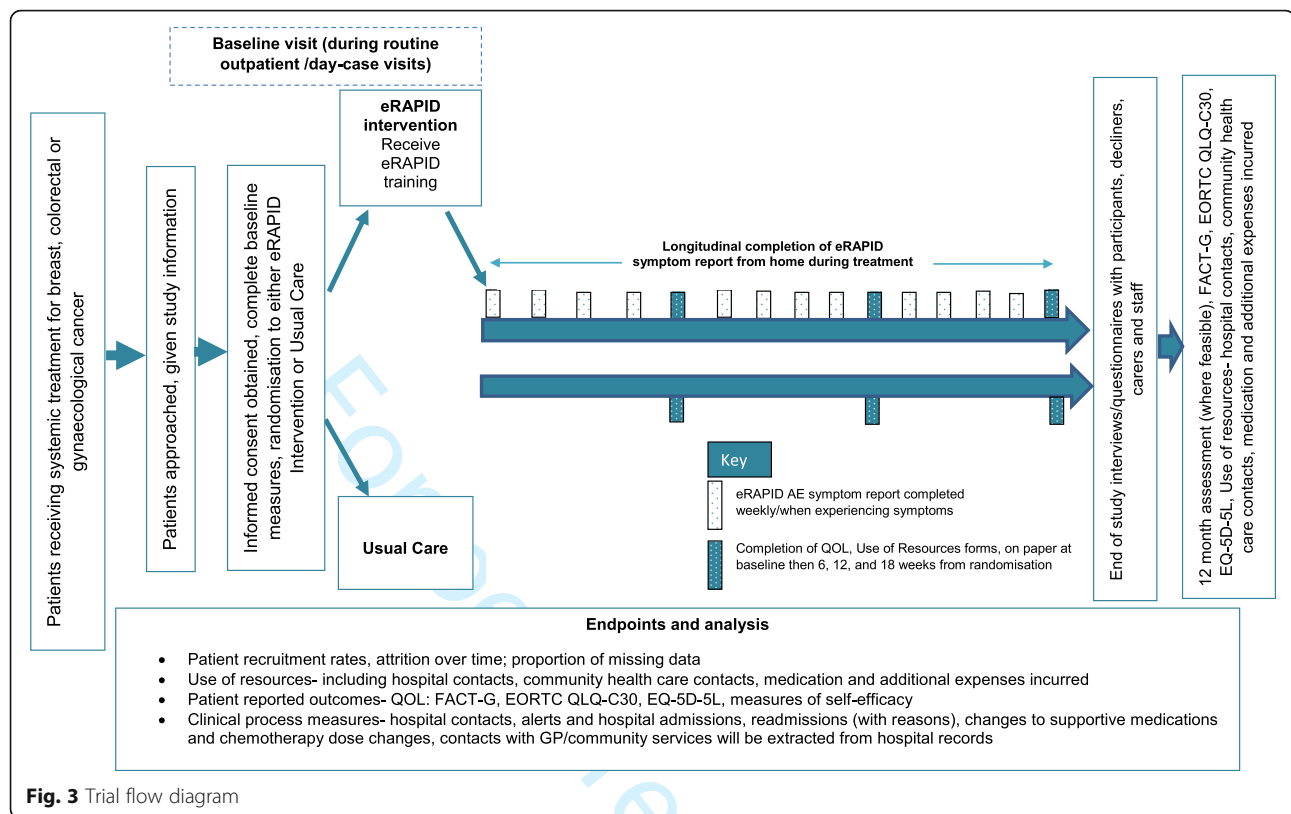 Baseline visit (during routine
outpatient /day-case visits)
Patients receiving systemic treatment for breast, colorectal or
gynaecological cancer
Patients approached, given study information
Informed consent obtained, complete baseline
measures, randomisation to either eRAPID
Intervention or Usual Care
eRAPID
intervention
Receive
eRAPID
training
Usual Care
Longitudinal completion of eRAPID
symptom report from home during treatment
Key
eRAPID AE symptom report completed
weekly/when experiencing symptoms
Completion of QOL, Use of Resources forms, on paper at
baseline then 6, 12, and 18 weeks from randomisation
End of study interviews/questionnaires with participants, decliners,
carers and staff
12 month assessment (where feasible), FACT-G, EORTC QLQ-C30,
EQ-5D-5L, Use of resources- hospital contacts, community health
care contacts, medication and additional expenses incurred
Endpoints and analysis
• Patient recruitment rates, attrition over time; proportion of missing data
• Use of resources- including hospital contacts, community health care contacts, medication and additional expenses incurred
• Patient reported outcomes- QOL: FACT-G, EORTC QLQ-C30, EQ-5D-5L, measures of self-efficacy
• Clinical process measures- hospital contacts, alerts and hospital admissions, readmissions (with reasons), changes to supportive medications
and chemotherapy dose changes, contacts with GP/community services will be extracted from hospital records
Fig. 3 Trial flow diagram